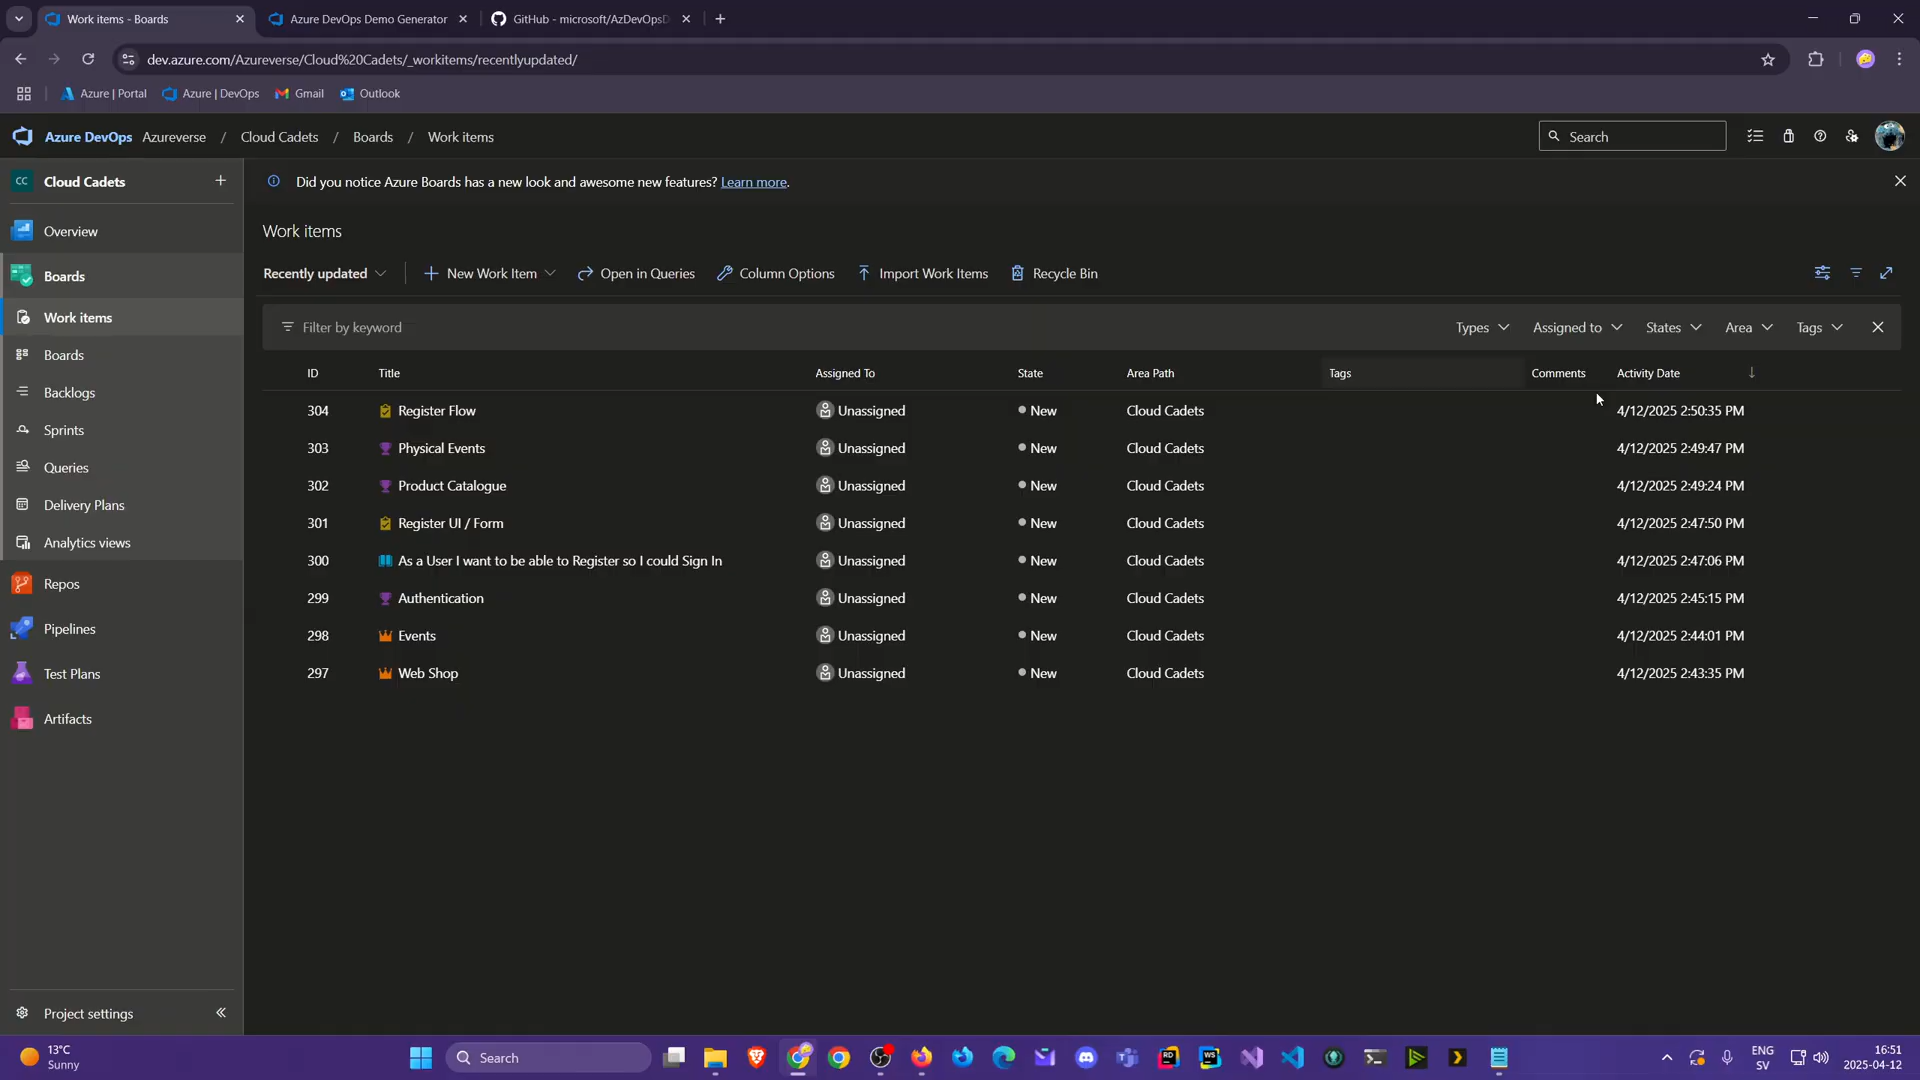 Work items - Boards
Azure DevOps Demo Generator
GitHub - microsoft/AzDevOpsD
dev.azure.com/Azureverse/Cloud%20Cadets/_workitems/recentlyupdated/
Azure | Portal
Azure | DevOps
Gmail
Outlook
Azure DevOps Azureverse / Cloud Cadets / Boards / Work items
Search
CC Cloud Cadets
Did you notice Azure Boards has a new look and awesome new features? Learn more.
Overview
Boards
Work items
Boards
Backlogs
Sprints
Queries
Delivery Plans
Analytics views
Repos
Pipelines
Test Plans
Artifacts
Project settings
Work items
Recently updated New Work Item Open in Queries Column Options Import Work Items Recycle Bin
Filter by keyword Types Assigned to States Area Tags
ID Title Assigned To State Area Path Tags Comments Activity Date
304 Register Flow Unassigned New Cloud Cadets 4/12/2025 2:50:35 PM
303 Physical Events Unassigned New Cloud Cadets 4/12/2025 2:49:47 PM
302 Product Catalogue Unassigned New Cloud Cadets 4/12/2025 2:49:24 PM
301 Register UI / Form Unassigned New Cloud Cadets 4/12/2025 2:47:50 PM
300 As a User I want to be able to Register so I could Sign In Unassigned New Cloud Cadets 4/12/2025 2:47:06 PM
299 Authentication Unassigned New Cloud Cadets 4/12/2025 2:45:15 PM
298 Events Unassigned New Cloud Cadets 4/12/2025 2:44:01 PM
297 Web Shop Unassigned New Cloud Cadets 4/12/2025 2:43:35 PM
13°C
Sunny
Search
RD
WS
ENG
SV
16:51
2025-04-12